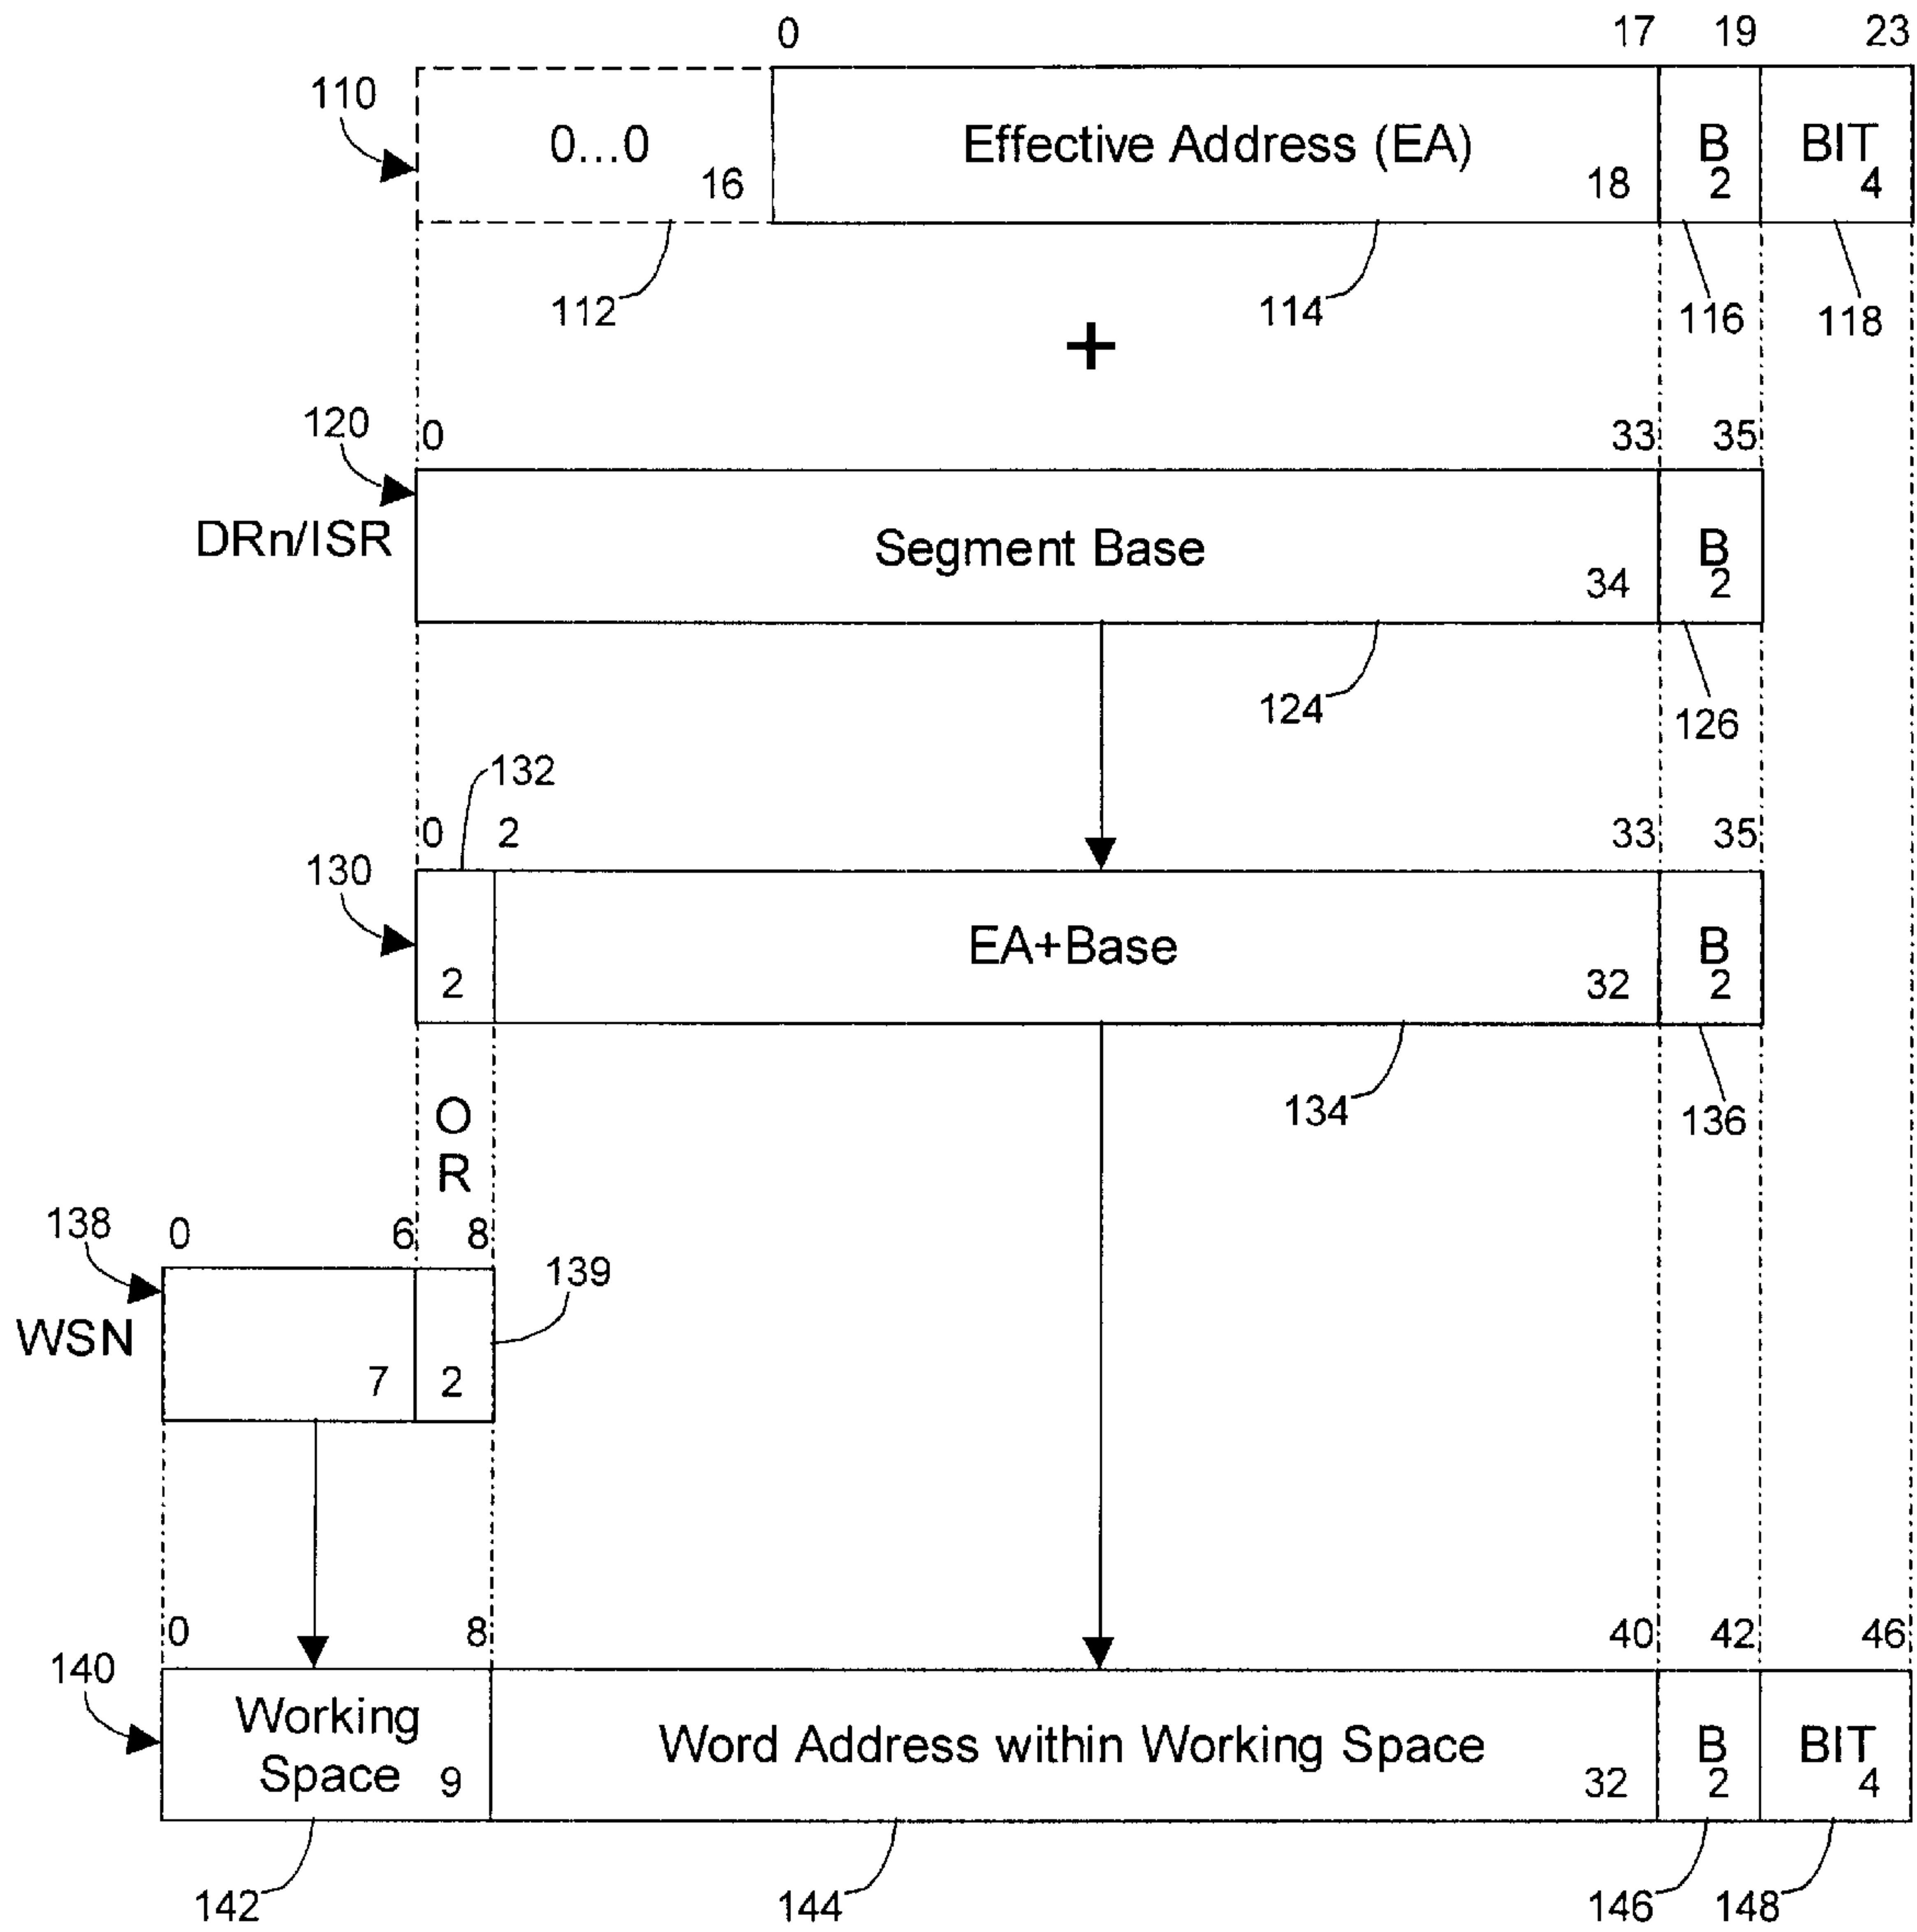 0 17 19 23
110
0...0 16
Effective Address (EA) 18
B 2
BIT 4
112 114 116 118
+
120
0 33 35
DRn/ISR
Segment Base 34
B 2
124 126
132
0 2 33 35
130
2
EA+Base 32
B 2
134 136
O
R
138
0 6 8
139
WSN
7 2
0 8 40 42 46
140
Working
Space 9
Word Address within Working Space 32
B 2
BIT 4
142 144 146 148